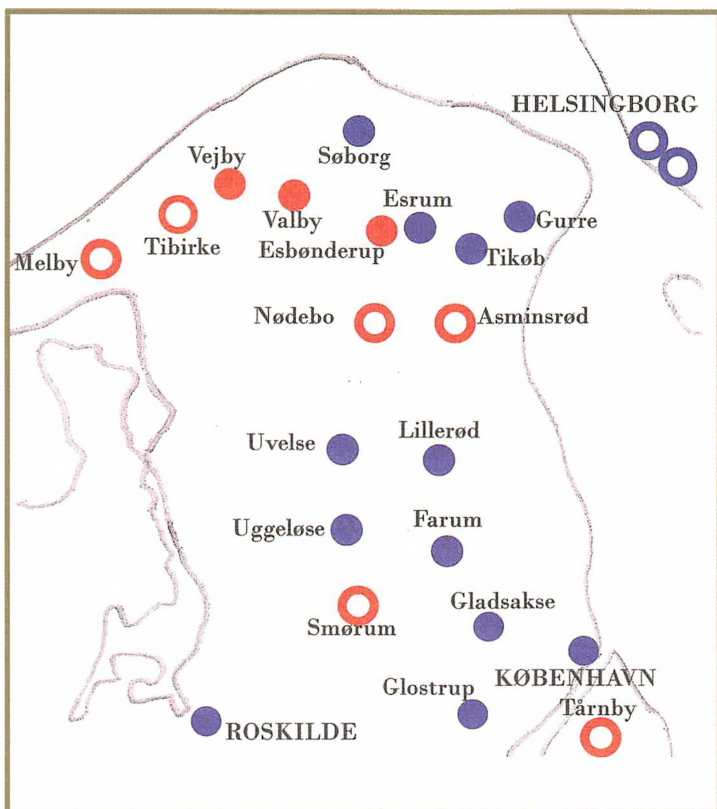 HELSINGBORG
Søborg
Vejby
Valby
Esrum
Gurre
Tibirke
Esbønderup
Tikøb
Melby
Nødebo
Asminsrød
Uvelse
Lillerød
Uggeløse
Farum
Gladsakse
Smørum
KØBENHAVN
Glostrup
Tårnby
ROSKILDE